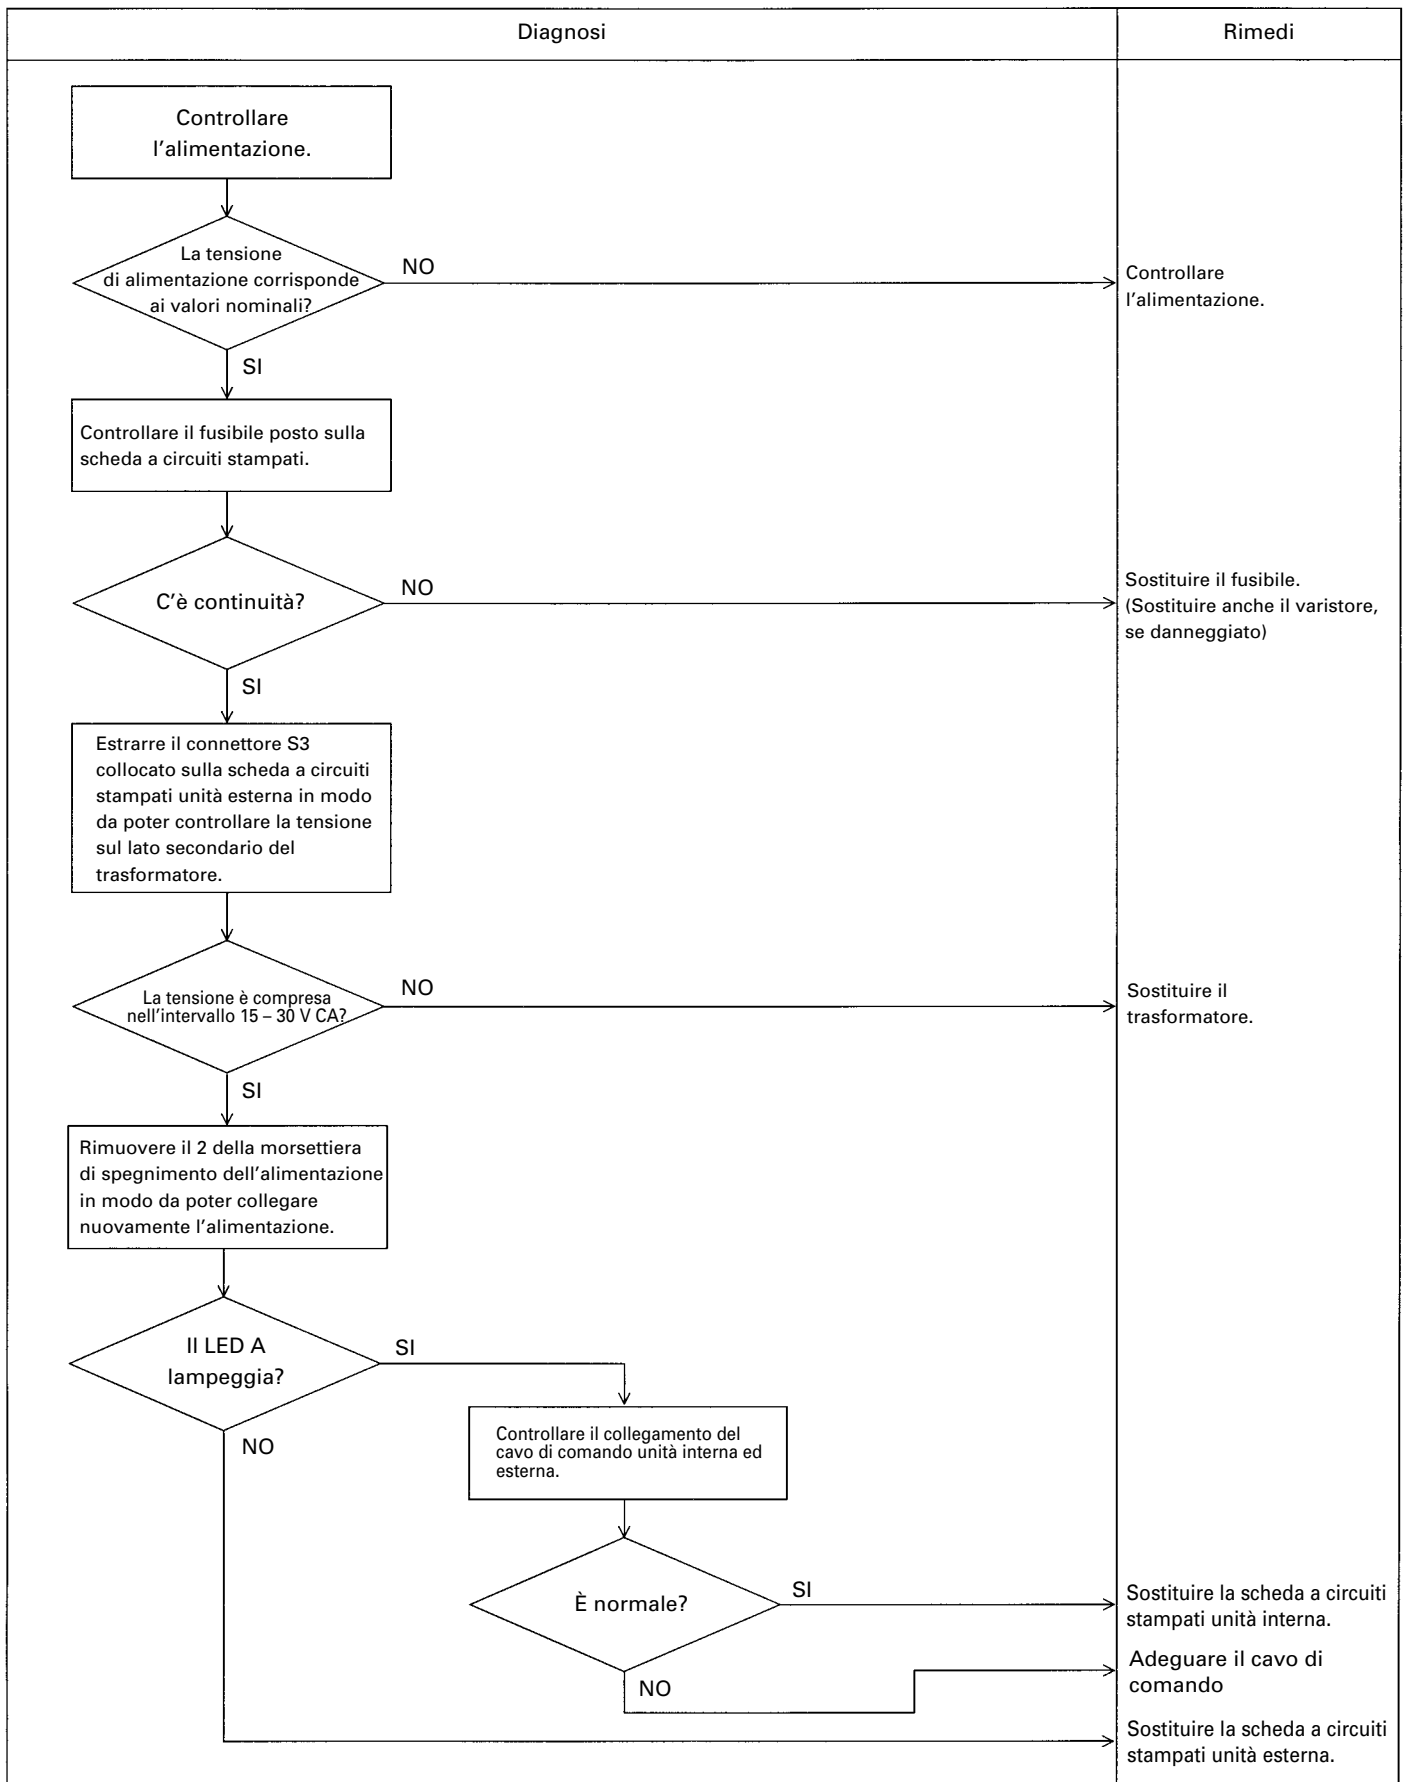 Diagnosi
Rimedi
Controllare
l'alimentazione.
La tensione
di alimentazione corrisponde
ai valori nominali?
NO
Controllare
l'alimentazione.
SI
Controllare il fusibile posto sulla
scheda a circuiti stampati.
C'è continuità?
NO
Sostituire il fusibile.
(Sostituire anche il varistore,
se danneggiato)
SI
Estrarre il connettore S3
collocato sulla scheda a circuiti
stampati unità esterna in modo
da poter controllare la tensione
sul lato secondario del
trasformatore.
La tensione è compresa
nell'intervallo 15 – 30 V CA?
NO
Sostituire il
trasformatore.
SI
Rimuovere il 2 della morsettiera
di spegnimento dell'alimentazione
in modo da poter collegare
nuovamente l'alimentazione.
Il LED A
lampeggia?
SI
NO
Controllare il collegamento del
cavo di comando unità interna ed
esterna.
È normale?
SI
Sostituire la scheda a circuiti
stampati unità interna.
NO
Adeguare il cavo di
comando
Sostituire la scheda a circuiti
stampati unità esterna.